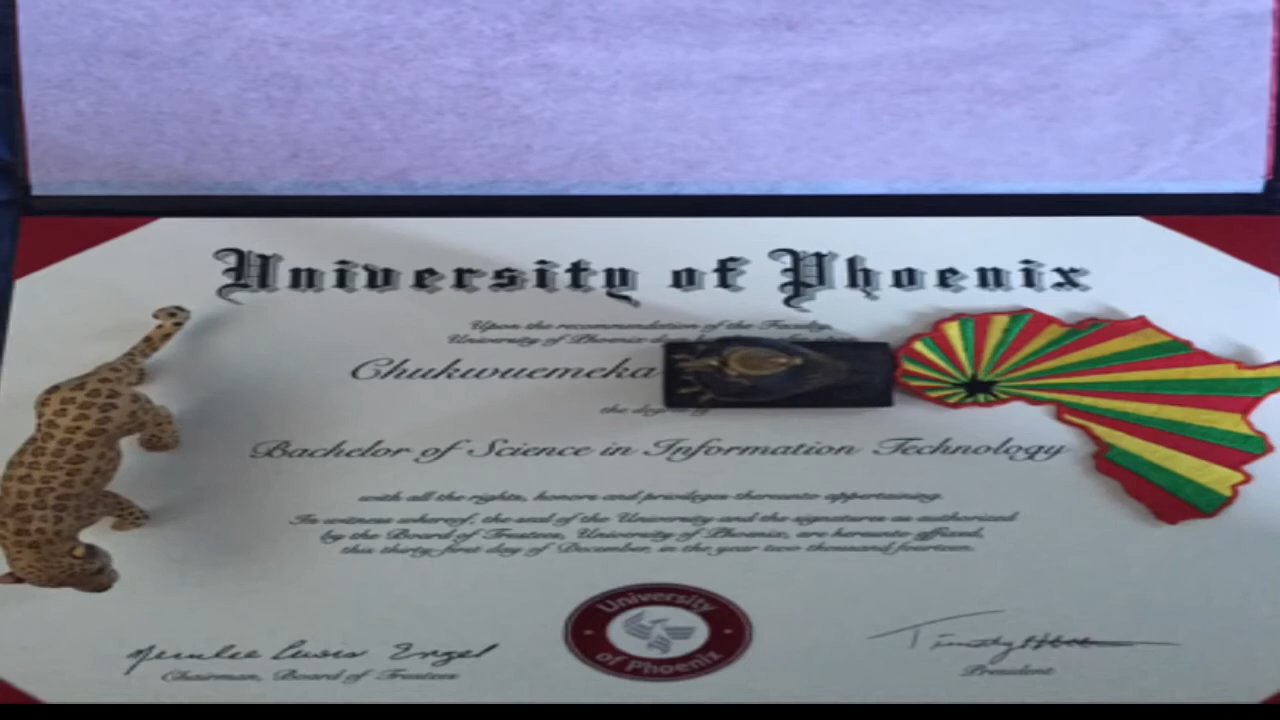 University of Phoenix
Upon the recommendation of the Faculty,
University of Phoenix
Chukwuemeka
the
Bachelor of Science in Information Technology
with all the rights, honors and privileges thereunto appertaining.
In witness whereof, the seal of the University and the signatures as authorized
by the Board of Trustees, University of Phoenix, are hereunto affixed,
this thirty-first day of December, in the year two thousand fourteen.
University
of Phoenix
Chairman, Board of Trustees
President